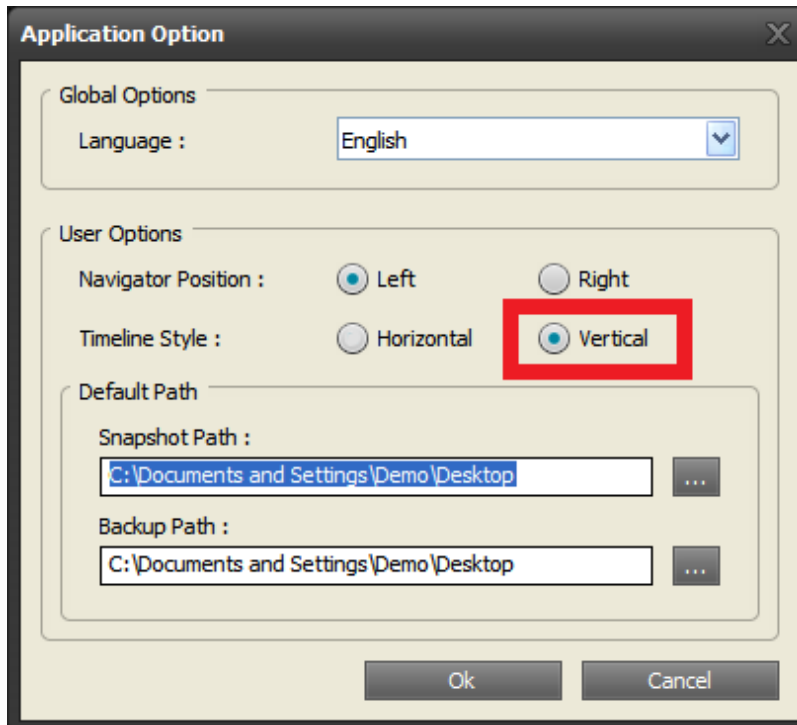 Application Option
Global Options
Language : English
User Options
Navigator Position : Left Right
Timeline Style : Horizontal Vertical
Default Path
Snapshot Path :
C:\Documents and Settings\Demo\Desktop ...
Backup Path :
C:\Documents and Settings\Demo\Desktop ...
Ok Cancel